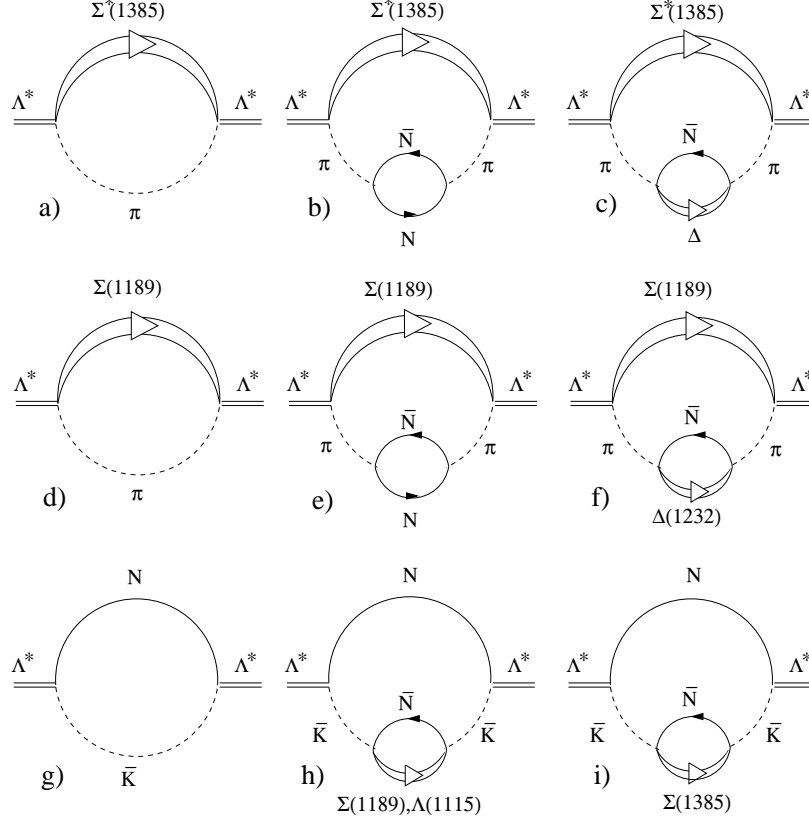 Σ*(1385) Σ*(1385) Σ*(1385)
Λ* Λ* Λ* Λ* Λ* Λ*
N̅ N̅
π π π π
a) π b) N c) Δ
Σ(1189) Σ(1189) Σ(1189)
Λ* Λ* Λ* Λ* Λ* Λ*
N̅ N̅
π π π π
d) π e) N f) Δ(1232)
N N N
Λ* Λ* Λ* Λ* Λ* Λ*
N̅ N̅
K̅ K̅ K̅ K̅
g) K̅ h) Σ(1189),Λ(1115) i) Σ(1385)